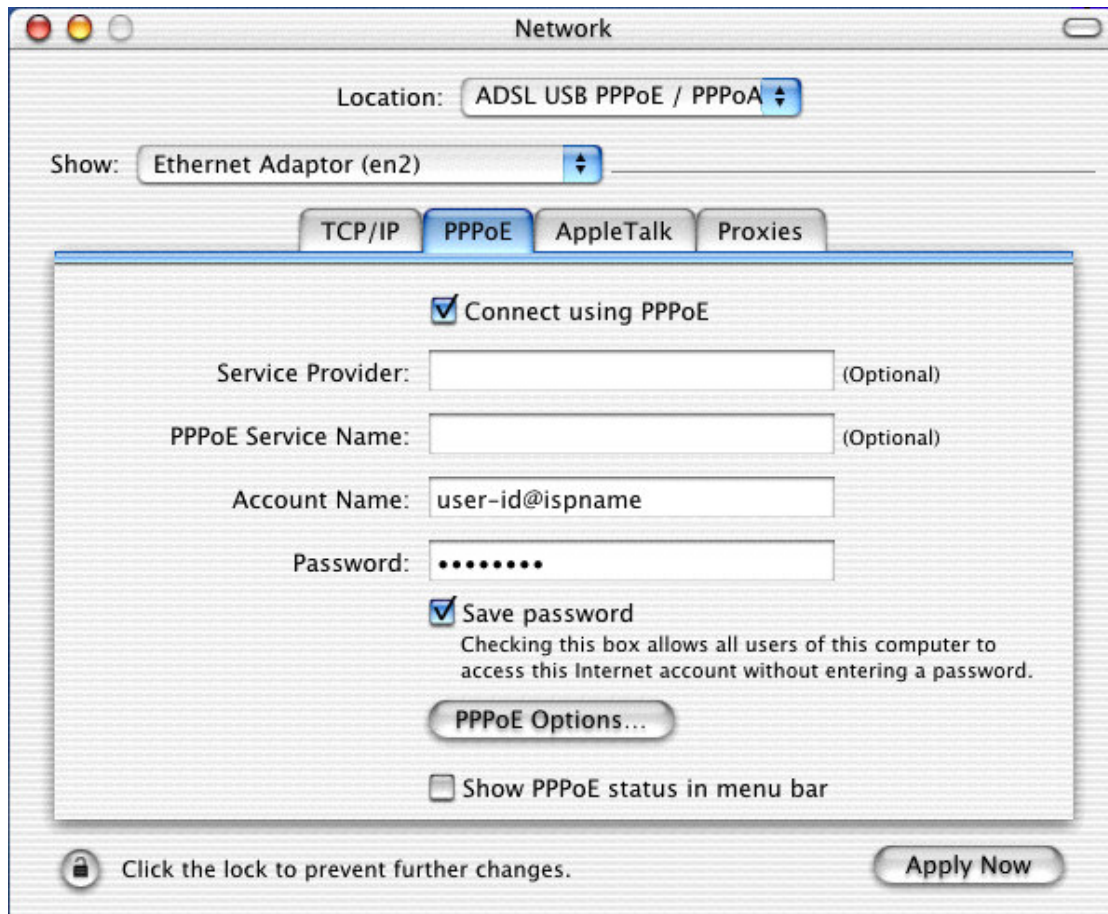 Network
Location: ADSL USB PPPoE / PPPoA
Show: Ethernet Adaptor (en2)
TCP/IP PPPoE AppleTalk Proxies
Connect using PPPoE
Service Provider: (Optional)
PPPoE Service Name: (Optional)
Account Name: user-id@ispname
Password: ••••••••
Save password
Checking this box allows all users of this computer to
access this Internet account without entering a password.
PPPoE Options...
Show PPPoE status in menu bar
Click the lock to prevent further changes. Apply Now